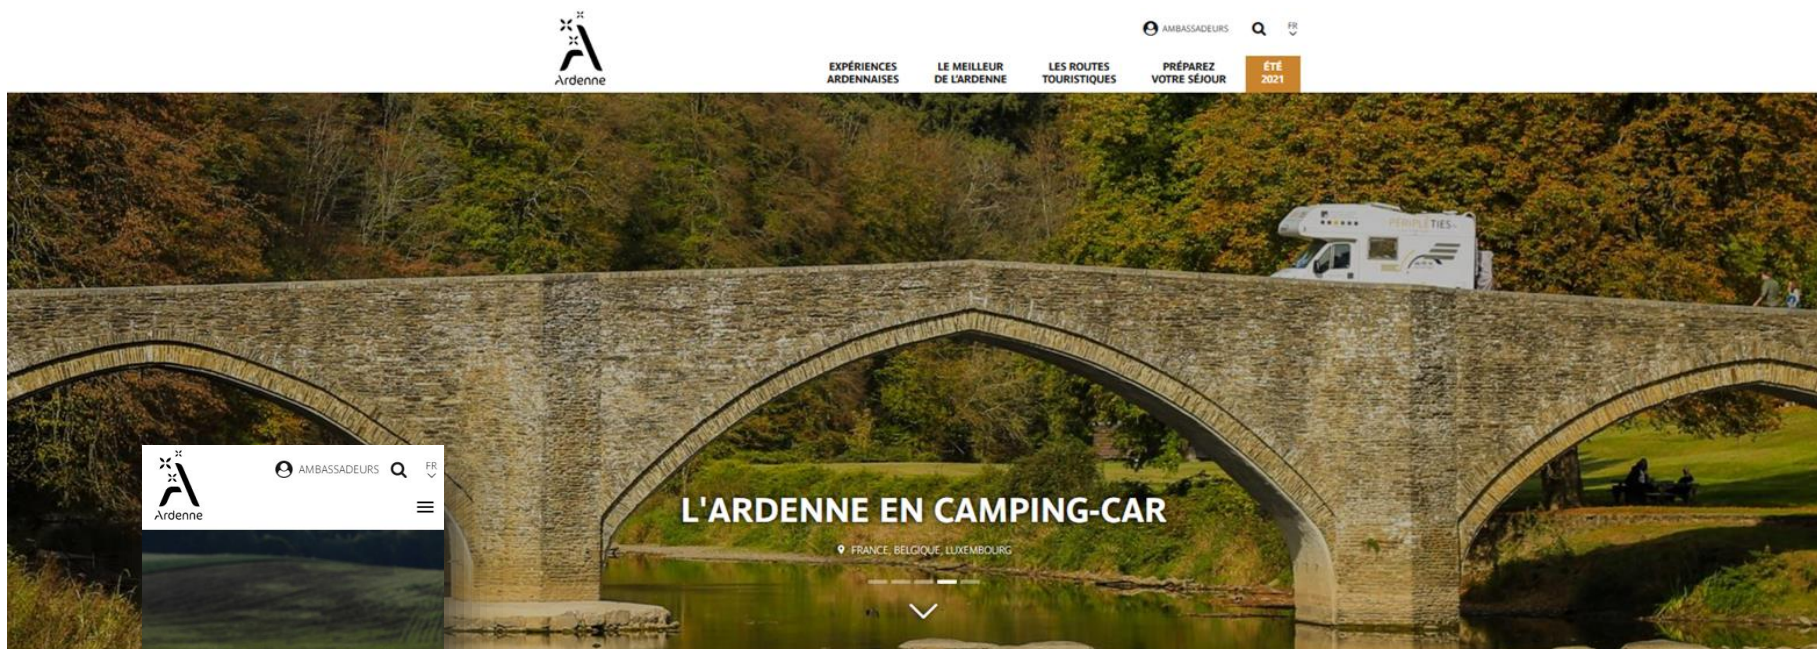 AMBASSADEURS
FR
Ardenne
EXPÉRIENCES
ARDENNAISES
LE MEILLEUR
DE L'ARDENNE
LES ROUTES
TOURISTIQUES
PRÉPAREZ
VOTRE SÉJOUR
ÉTÉ
2021
PERIPLETIES
L'ARDENNE EN CAMPING-CAR
FRANCE, BELGIQUE, LUXEMBOURG
AMBASSADEURS
FR
Ardenne